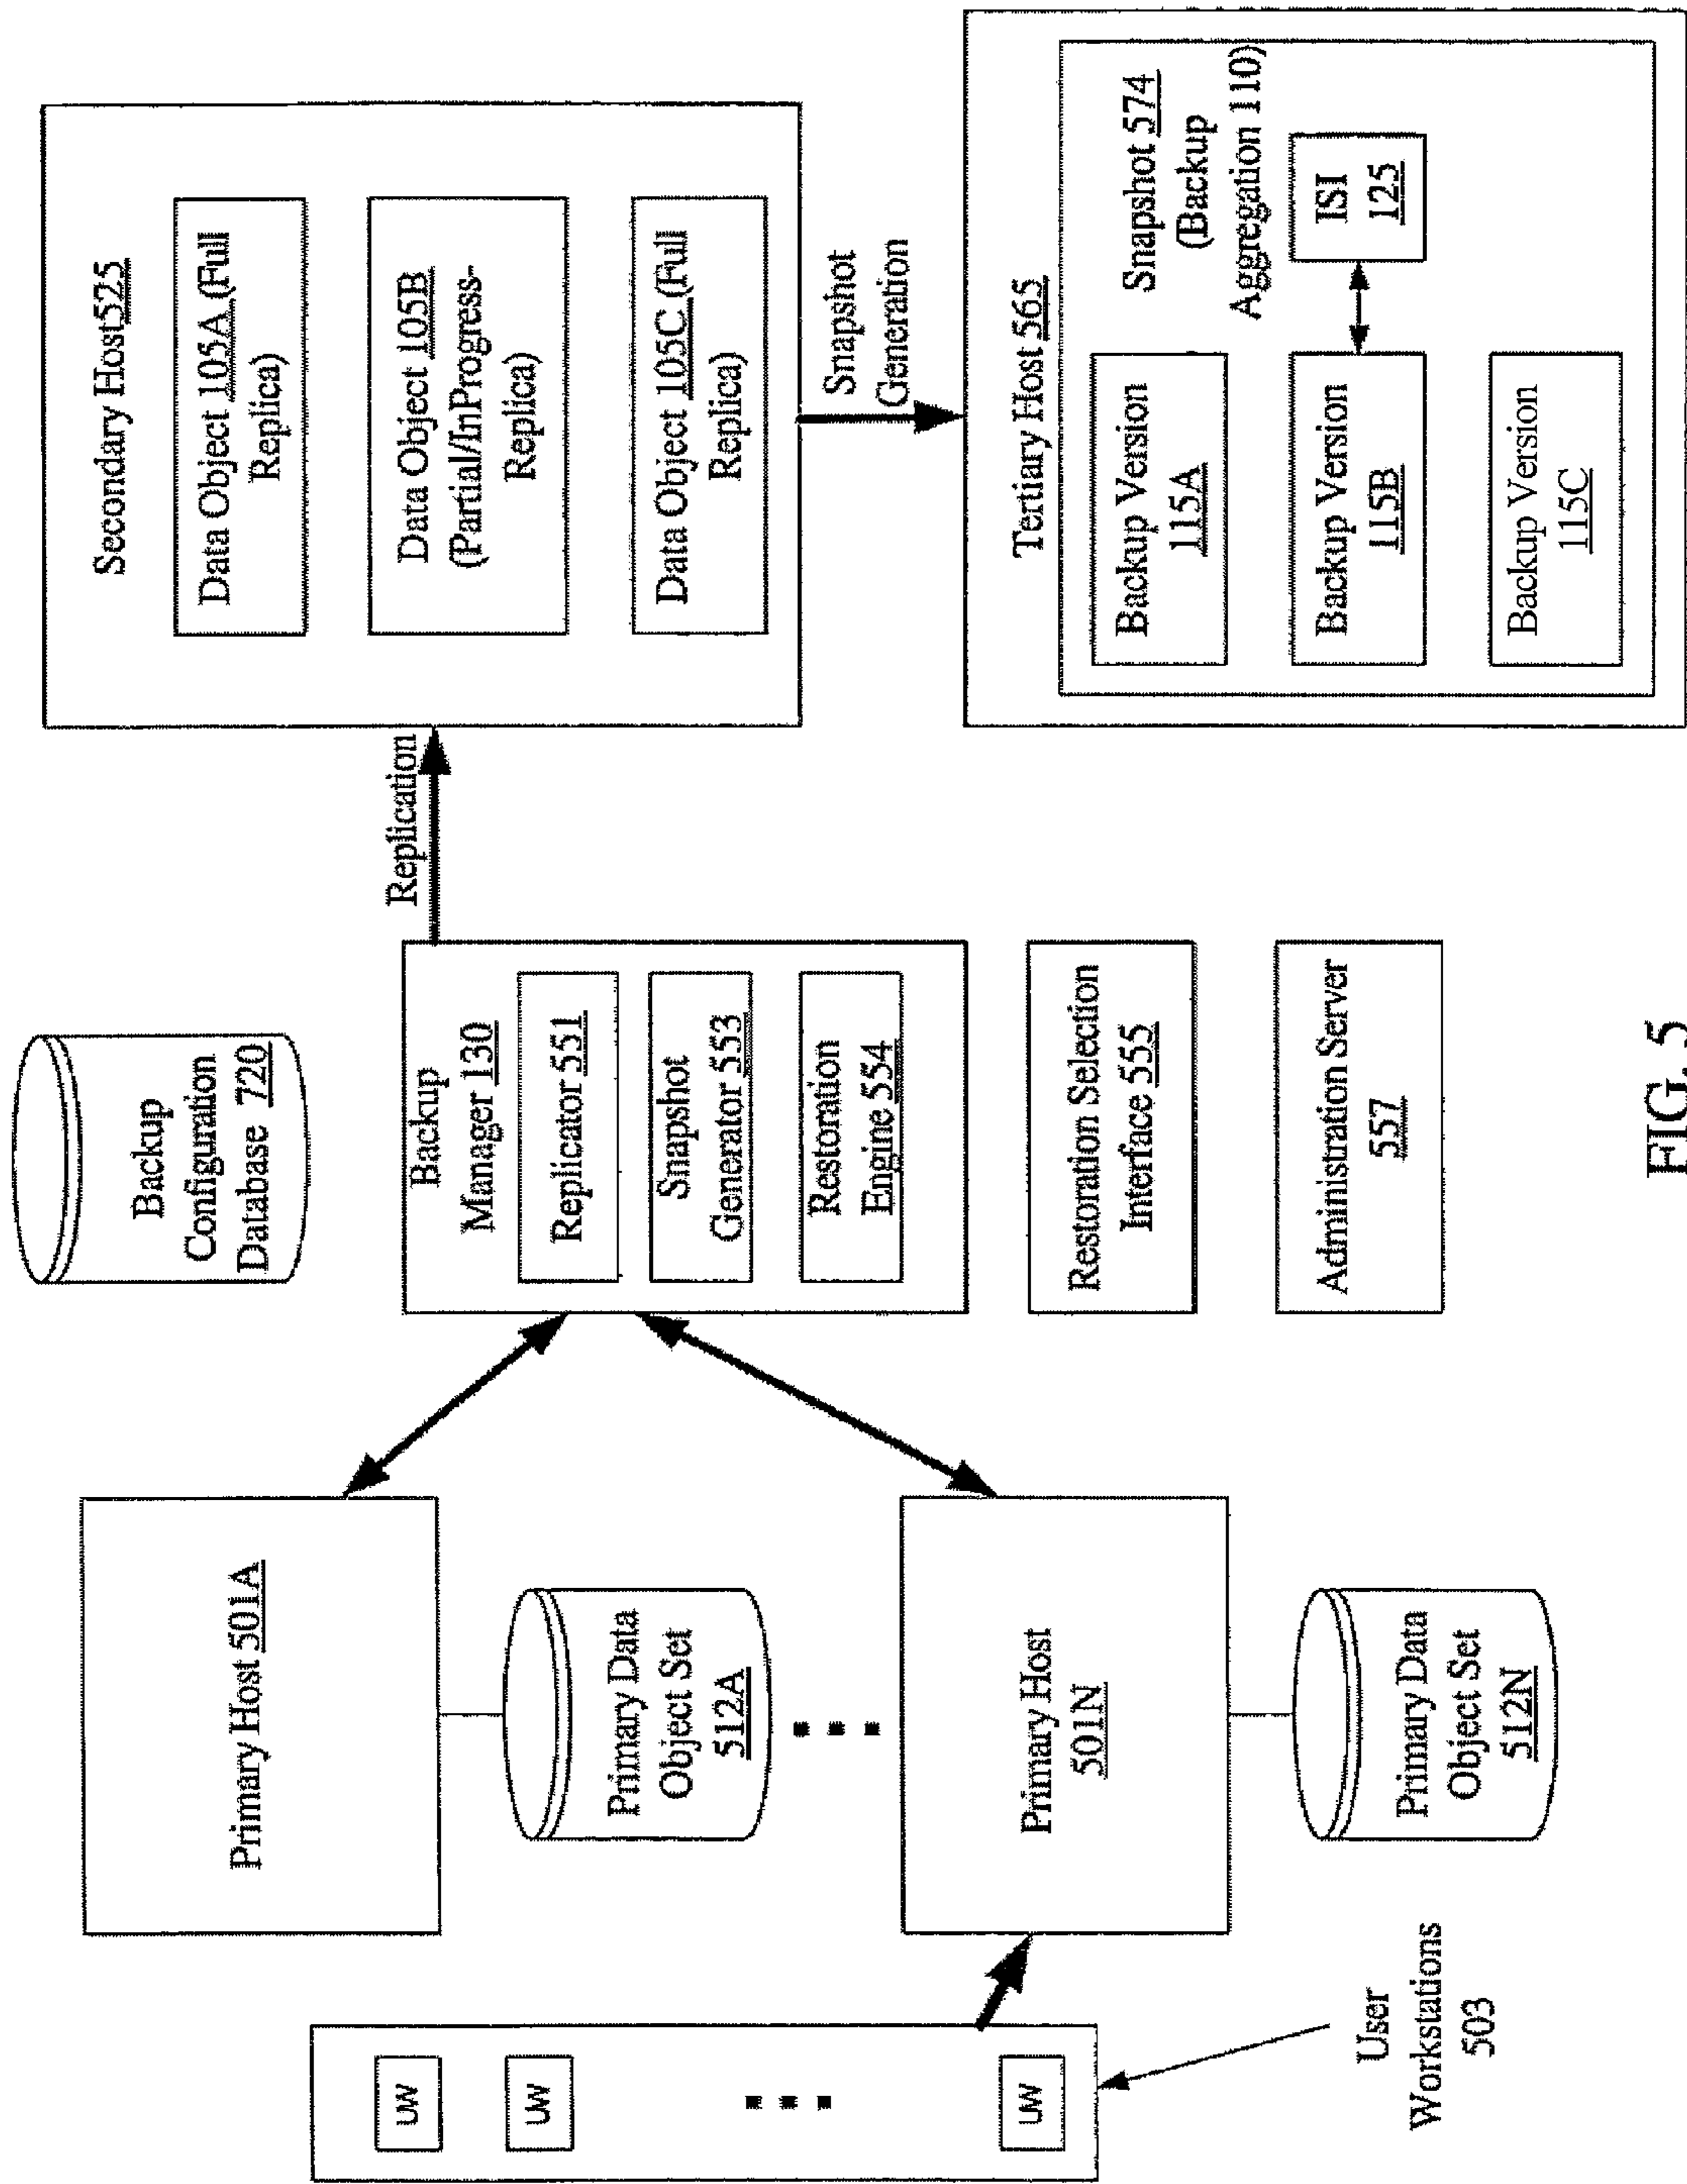 Backup
Configuration
Database 720
Primary Host 501A
Primary Data
Object Set
512A
Primary Host
501N
Primary Data
Object Set
512N
UW
UW
UW
User
Workstations
503
Backup
Manager 130
Replicator 551
Snapshot
Generator 553
Restoration
Engine 554
Restoration Selection
Interface 555
Administration Server
557
Replication
Secondary Host525
Data Object 105A (Full
Replica)
Data Object 105B
(Partial/InProgress-
Replica)
Data Object 105C (Full
Replica)
Snapshot
Generation
Tertiary Host 565
Snapshot 574
(Backup
Aggregation 110)
Backup Version
115A
Backup Version
115B
ISI
125
Backup Version
115C
FIG. 5